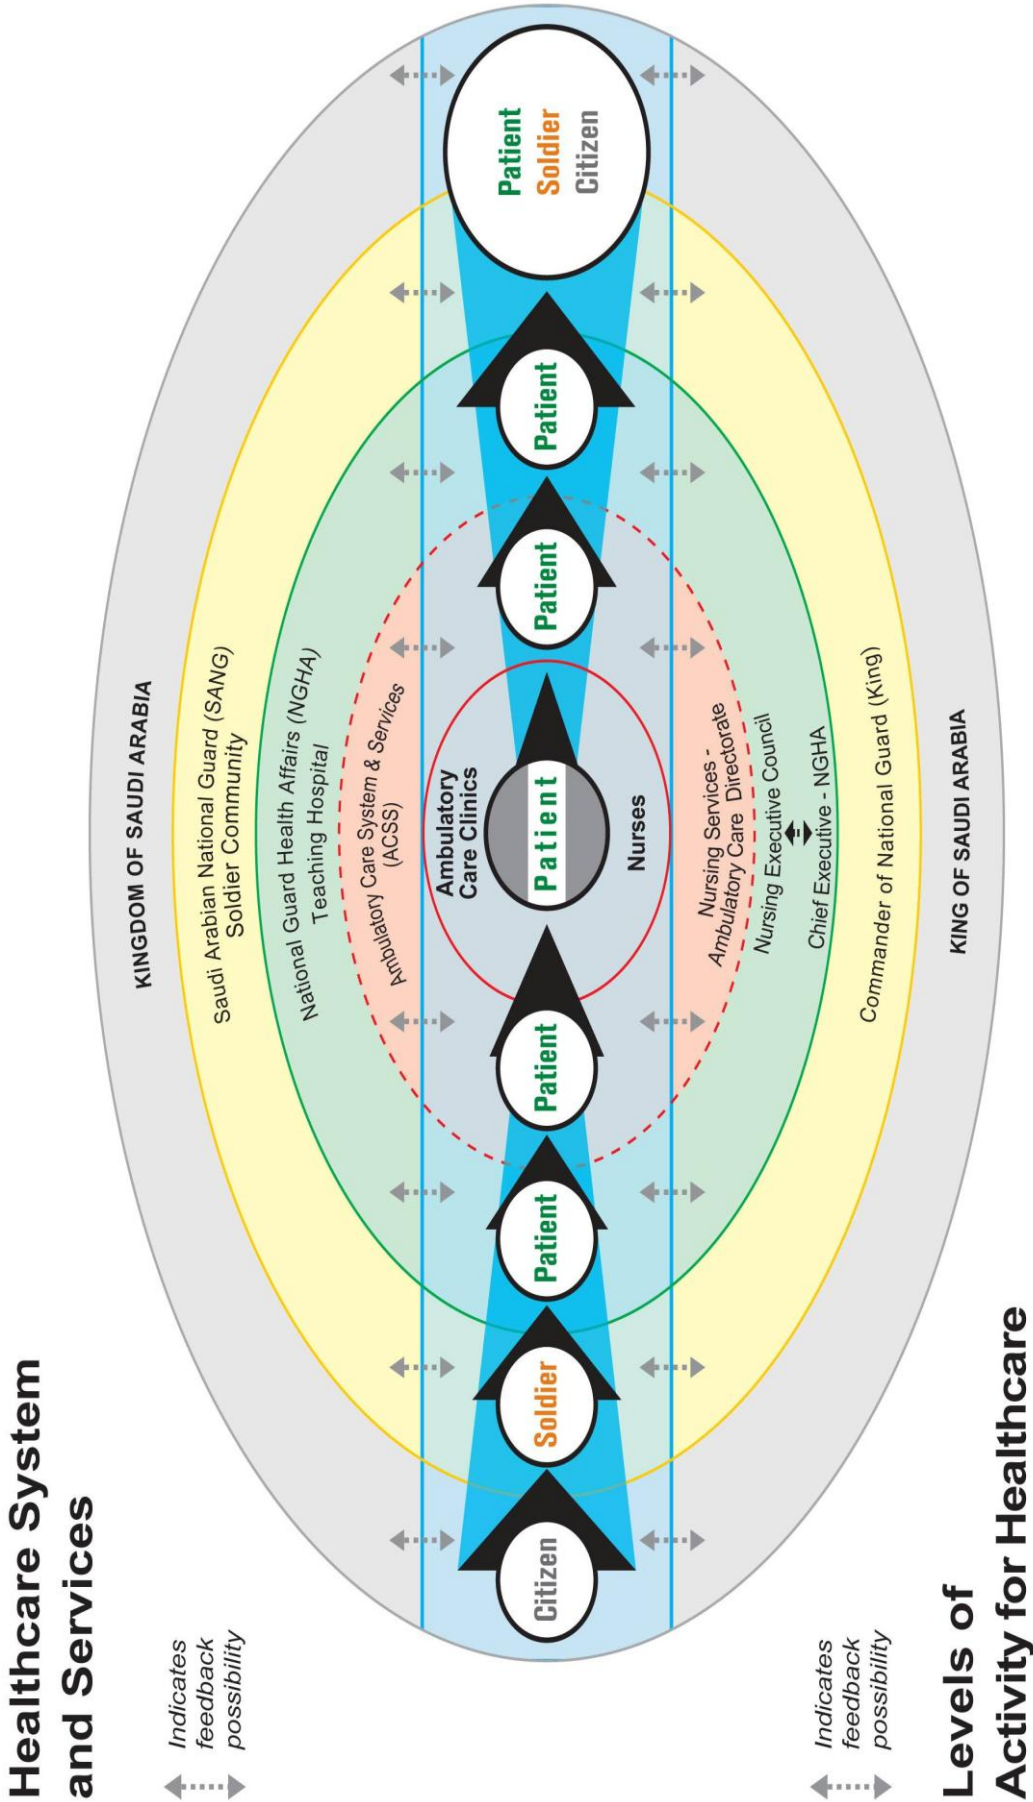 Healthcare System
and Services
Indicates
feedback
possibility
KINGDOM OF SAUDI ARABIA
Saudi Arabian National Guard (SANG)
Soldier Community
National Guard Health Affairs (NGHA)
Teaching Hospital
Ambulatory Care System & Services
(ACSS)
Ambulatory
Care Clinics
Citizen
Soldier
Patient
Patient
Patient
Patient
Patient
Patient
Soldier
Citizen
Nurses
Nursing Services -
Ambulatory Care Directorate
Nursing Executive Council
Chief Executive - NGHA
Commander of National Guard (King)
KING OF SAUDI ARABIA
Indicates
feedback
possibility
Levels of
Activity for Healthcare